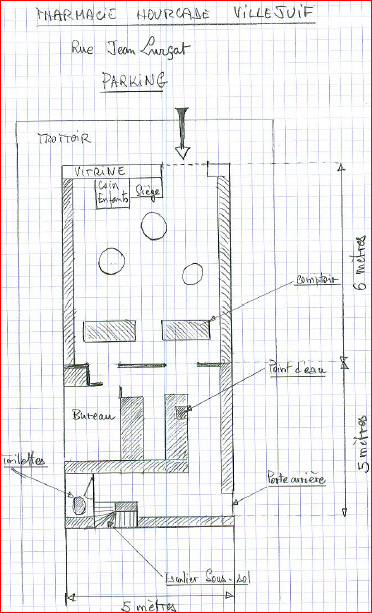 PHARMACIE HOURCADE VILLEJUIF
Rue Jean Lurçat
PARKING
TROTTOIR
VITRINE
Coin
Enfants
Siège
6 mètres
comptoir
Point d'eau
Bureau
5 mètres
Toilettes
Porte arrière
Escalier Sous-sol
5 mètres